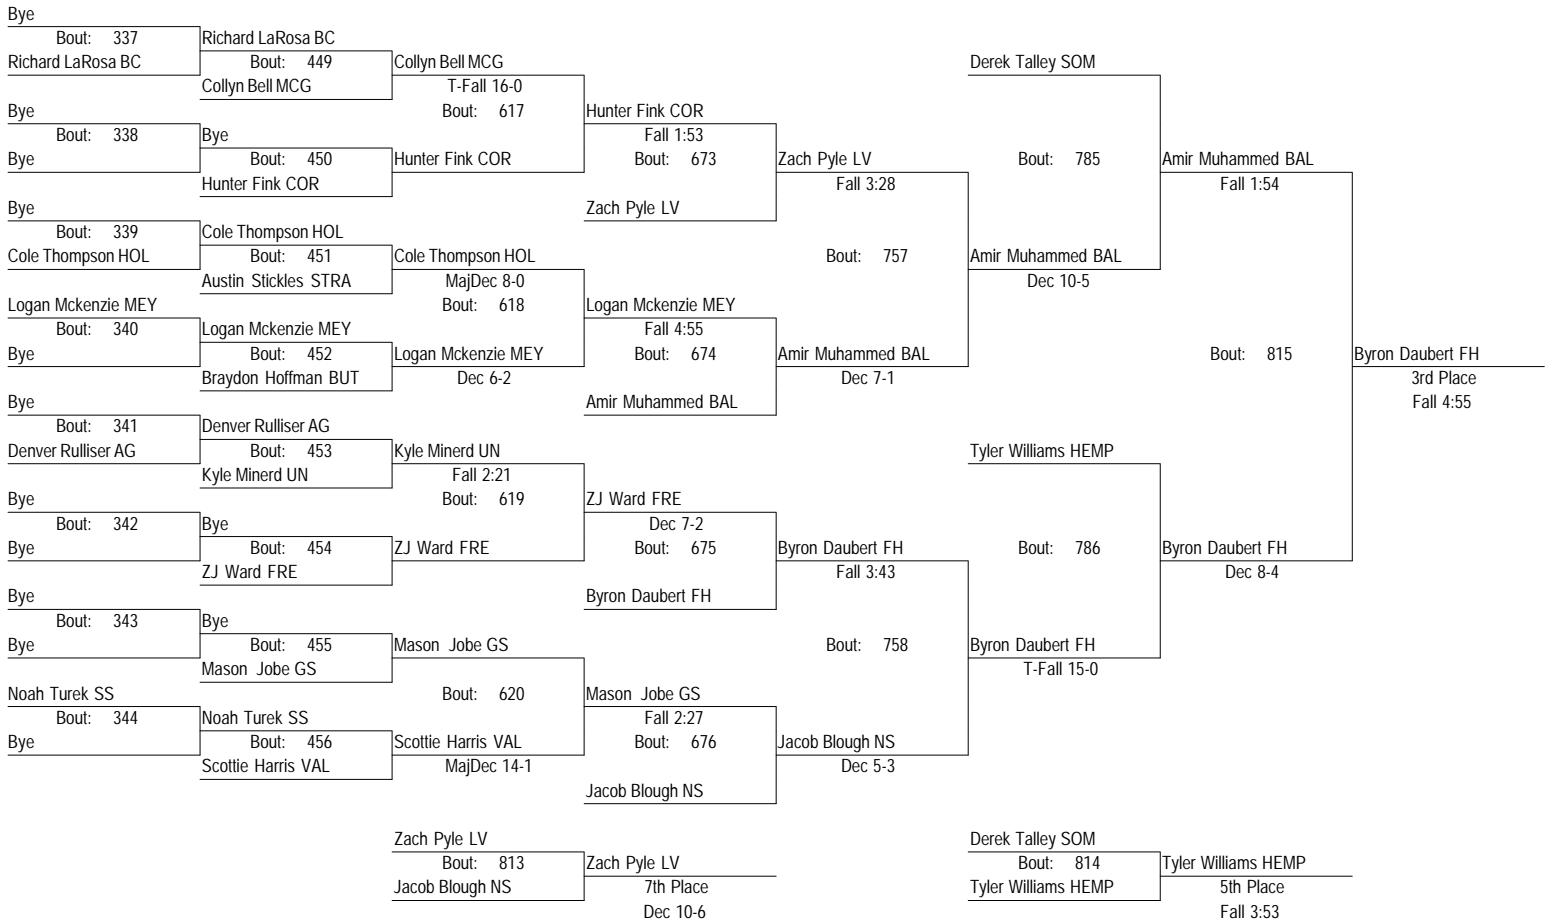 Bye
Bout: 337
Richard LaRosa BC
Richard LaRosa BC
Bout: 449
Collyn Bell MCG
Collyn Bell MCG
T-Fall 16-0
Bout: 617
Bye
Bout: 338
Bye
Bye
Bout: 450
Hunter Fink COR
Hunter Fink COR
Hunter Fink COR
Fall 1:53
Bout: 673
Zach Pyle LV
Zach Pyle LV
Fall 3:28
Bye
Bout: 339
Cole Thompson HOL
Cole Thompson HOL
Bout: 451
Austin Stickles STRA
Cole Thompson HOL
MajDec 8-0
Bout: 618
Logan Mckenzie MEY
Bout: 340
Bye
Logan Mckenzie MEY
Bout: 452
Braydon Hoffman BUT
Logan Mckenzie MEY
Dec 6-2
Logan Mckenzie MEY
Fall 4:55
Bout: 674
Amir Muhammed BAL
Amir Muhammed BAL
Dec 7-1
Bout: 757
Derek Talley SOM
Bout: 785
Amir Muhammed BAL
Dec 10-5
Amir Muhammed BAL
Fall 1:54
Bye
Bout: 341
Denver Rulliser AG
Denver Rulliser AG
Bout: 453
Kyle Minerd UN
Kyle Minerd UN
Fall 2:21
Bout: 619
Bye
Bout: 342
Bye
Bye
Bout: 454
ZJ Ward FRE
ZJ Ward FRE
ZJ Ward FRE
Dec 7-2
Bout: 675
Byron Daubert FH
Byron Daubert FH
Fall 3:43
Bye
Bout: 343
Bye
Bye
Bout: 455
Mason Jobe GS
Mason Jobe GS
Bout: 620
Noah Turek SS
Bout: 344
Bye
Noah Turek SS
Bout: 456
Scottie Harris VAL
Scottie Harris VAL
MajDec 14-1
Mason Jobe GS
Fall 2:27
Bout: 676
Jacob Blough NS
Jacob Blough NS
Dec 5-3
Bout: 758
Tyler Williams HEMP
Bout: 786
Byron Daubert FH
T-Fall 15-0
Byron Daubert FH
Dec 8-4
Bout: 815
Byron Daubert FH
3rd Place
Fall 4:55
Zach Pyle LV
Bout: 813
Jacob Blough NS
Zach Pyle LV
7th Place
Dec 10-6
Derek Talley SOM
Bout: 814
Tyler Williams HEMP
Tyler Williams HEMP
5th Place
Fall 3:53